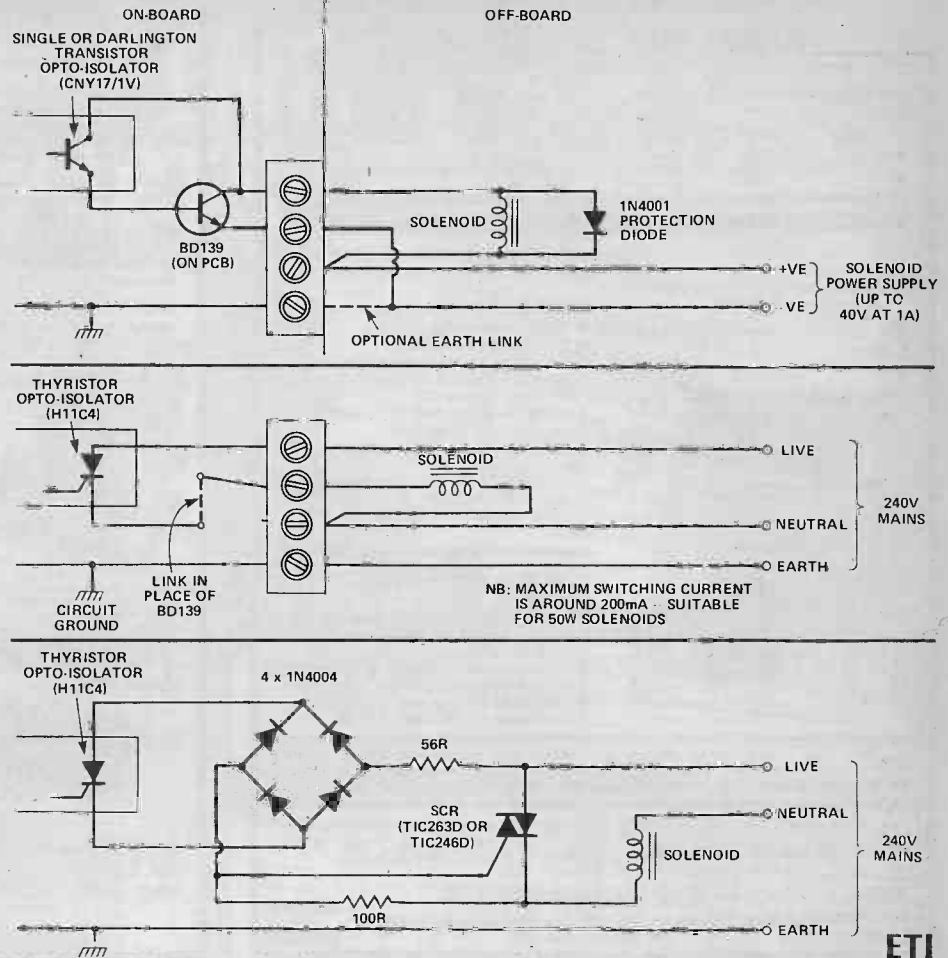 ON-BOARD
OFF-BOARD
SINGLE OR DARLINGTON
TRANSISTOR
OPTO-ISOLATOR
(CNY17/1V)
BD139
(ON PCB)
SOLENOID
1N4001
PROTECTION
DIODE
+VE
-VE
SOLENOID
POWER SUPPLY
(UP TO
40V AT 1A)
OPTIONAL EARTH LINK
THYRISTOR
OPTO-ISOLATOR
(H11C4)
SOLENOID
LIVE
NEUTRAL
EARTH
240V
MAINS
LINK IN
PLACE OF
BD139
CIRCUIT
GROUND
NB: MAXIMUM SWITCHING CURRENT
IS AROUND 200mA - SUITABLE
FOR 50W SOLENOIDS
THYRISTOR
OPTO-ISOLATOR
(H11C4)
4 x 1N4004
56R
SCR
(TIC263D OR
TIC246D)
100R
SOLENOID
LIVE
NEUTRAL
EARTH
240V
MAINS
ETI